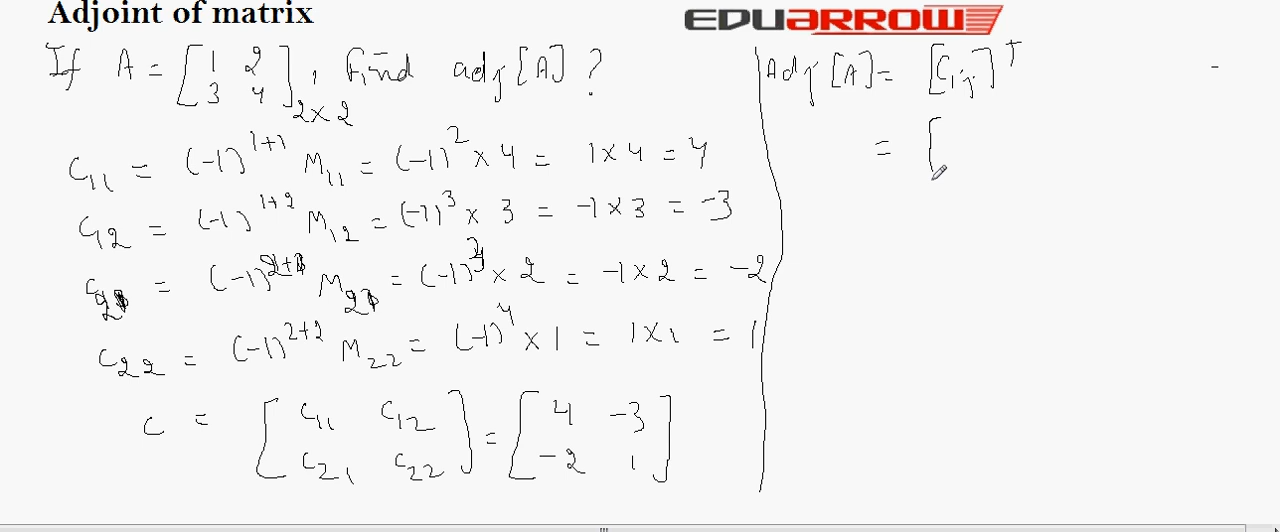 Adjoint of matrix
EDUARROW
If A = [1 2
3 4]2×2, Find adj[A] ?
C11 = (-1)^1+1 M11 = (-1)^2 × 4 = 1 × 4 = 4
C12 = (-1)^1+2 M12 = (-1)^3 × 3 = -1 × 3 = -3
C21 = (-1)^2+1 M21 = (-1)^3 × 2 = -1 × 2 = -2
C22 = (-1)^2+2 M22 = (-1)^4 × 1 = 1 × 1 = 1
C = [C11 C12
C21 C22] = [4 -3
-2 1]
Adj[A] = [Cij]^T
= [